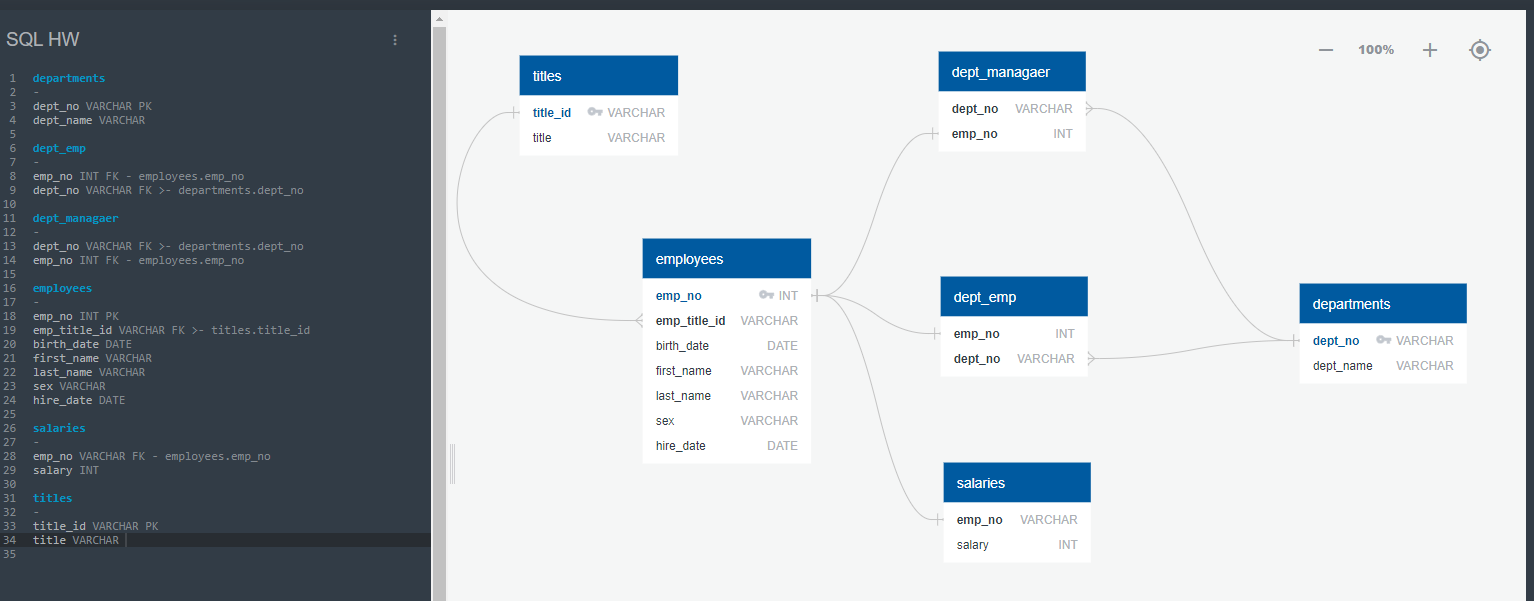 SQL HW
1 departments
2 -
3 dept_no VARCHAR PK
4 dept_name VARCHAR
5
6 dept_emp
7 -
8 emp_no INT FK - employees.emp_no
9 dept_no VARCHAR FK >- departments.dept_no
10
11 dept_managaer
12 -
13 dept_no VARCHAR FK >- departments.dept_no
14 emp_no INT FK - employees.emp_no
15
16 employees
17 -
18 emp_no INT PK
19 emp_title_id VARCHAR FK >- titles.title_id
20 birth_date DATE
21 first_name VARCHAR
22 last_name VARCHAR
23 sex VARCHAR
24 hire_date DATE
25
26 salaries
27 -
28 emp_no VARCHAR FK - employees.emp_no
29 salary INT
30
31 titles
32 -
33 title_id VARCHAR PK
34 title VARCHAR
35
100%
titles
title_id VARCHAR
title VARCHAR
dept_managaer
dept_no VARCHAR
emp_no INT
employees
emp_no INT
emp_title_id VARCHAR
birth_date DATE
first_name VARCHAR
last_name VARCHAR
sex VARCHAR
hire_date DATE
dept_emp
emp_no INT
dept_no VARCHAR
departments
dept_no VARCHAR
dept_name VARCHAR
salaries
emp_no VARCHAR
salary INT